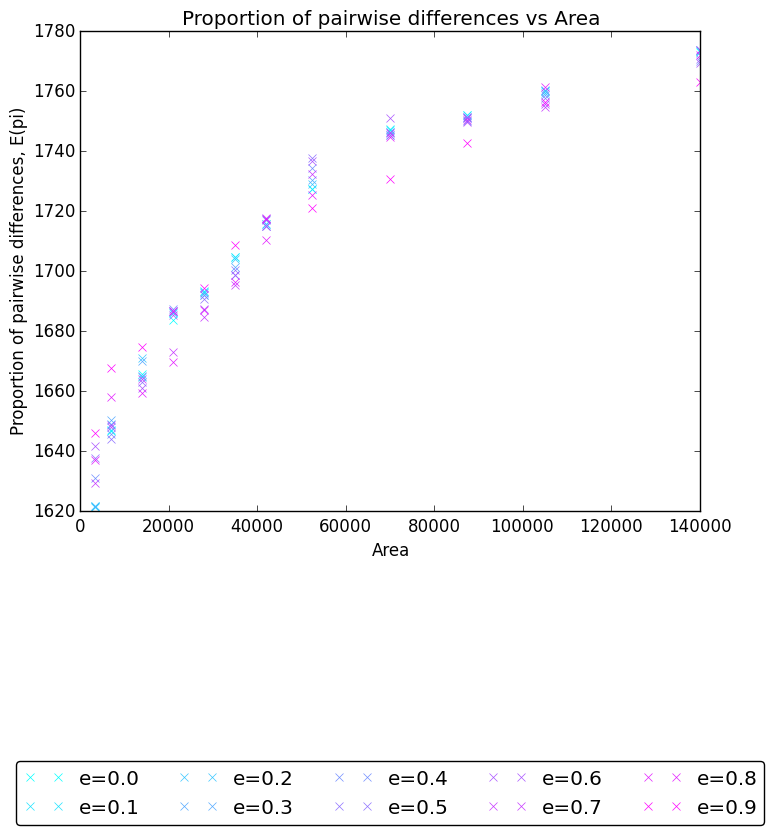 Proportion of pairwise differences vs Area
1780
1760
1740
1720
1700
1680
1660
1640
1620
Proportion of pairwise differences, E(pi)
0 20000 40000 60000 80000 100000 120000 140000
Area
e=0.0 e=0.2 e=0.4 e=0.6 e=0.8
e=0.1 e=0.3 e=0.5 e=0.7 e=0.9